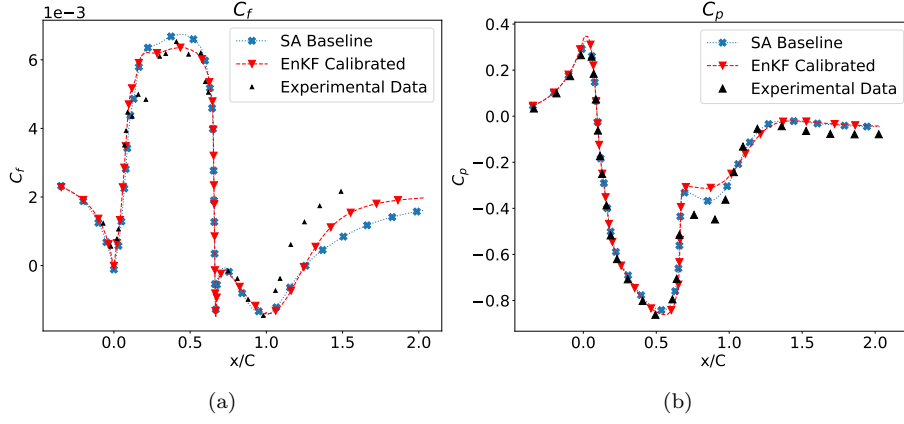 C_f
1e−3
SA Baseline
EnKF Calibrated
Experimental Data
6
4
2
0
C_f
0.0 0.5 1.0 1.5 2.0
x/C
(a)
C_p
SA Baseline
EnKF Calibrated
Experimental Data
0.4
0.2
0.0
−0.2
−0.4
−0.6
−0.8
C_p
0.0 0.5 1.0 1.5 2.0
x/C
(b)